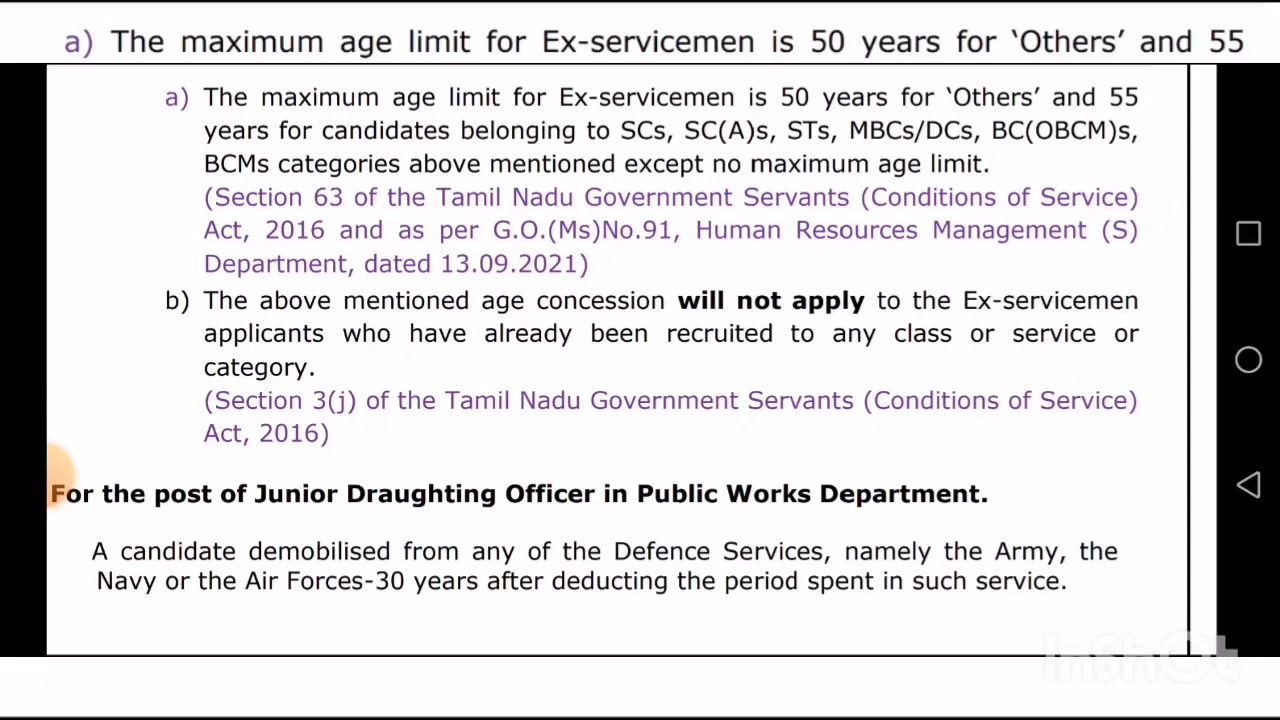 a) The maximum age limit for Ex-servicemen is 50 years for ‘Others’ and 55
a) The maximum age limit for Ex-servicemen is 50 years for ‘Others’ and 55
years for candidates belonging to SCs, SC(A)s, STs, MBCs/DCs, BC(OBCM)s,
BCMs categories above mentioned except no maximum age limit.
(Section 63 of the Tamil Nadu Government Servants (Conditions of Service)
Act, 2016 and as per G.O.(Ms)No.91, Human Resources Management (S)
Department, dated 13.09.2021)
b) The above mentioned age concession will not apply to the Ex-servicemen
applicants who have already been recruited to any class or service or
category.
(Section 3(j) of the Tamil Nadu Government Servants (Conditions of Service)
Act, 2016)
For the post of Junior Draughting Officer in Public Works Department.
A candidate demobilised from any of the Defence Services, namely the Army, the
Navy or the Air Forces-30 years after deducting the period spent in such service.
InShOt